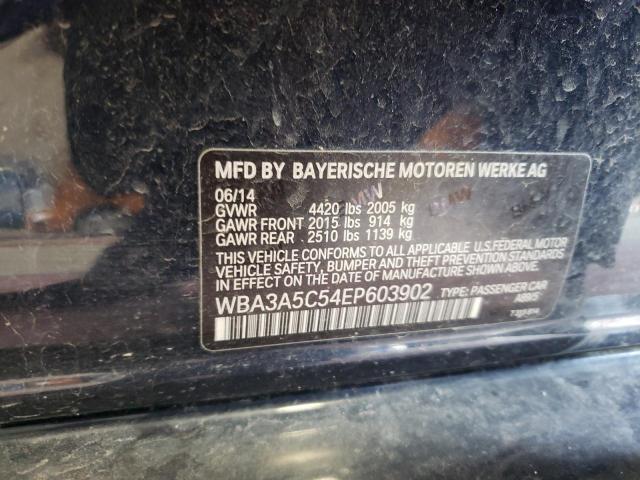 MFD BY BAYERISCHE MOTOREN WERKE AG
06/14
GVWR 4420 lbs 2005 kg
GAWR FRONT 2015 lbs 914 kg
GAWR REAR 2510 lbs 1139 kg
THIS VEHICLE CONFORMS TO ALL APPLICABLE U.S. FEDERAL MOTOR
VEHICLE SAFETY, BUMPER AND THEFT PREVENTION STANDARDS
IN EFFECT ON THE DATE OF MANUFACTURE SHOWN ABOVE.
WBA3A5C54EP603902 TYPE: PASSENGER CAR